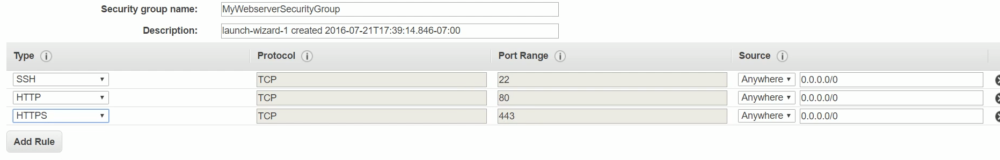 Security group name: MyWebserverSecurityGroup
Description: launch-wizard-1 created 2016-07-21T17:39:14.846-07:00
Type i Protocol i Port Range i Source i
SSH TCP 22 Anywhere 0.0.0.0/0
HTTP TCP 80 Anywhere 0.0.0.0/0
HTTPS TCP 443 Anywhere 0.0.0.0/0
Add Rule